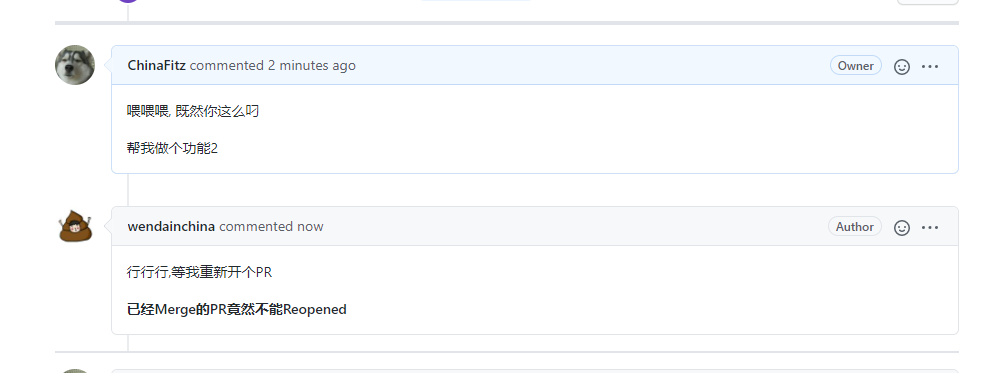 ChinaFitz commented 2 minutes ago
Owner
喂喂喂, 既然你这么叼
帮我做个功能2
wendainchina commented now
Author
行行行,等我重新开个PR
已经Merge的PR竟然不能Reopened